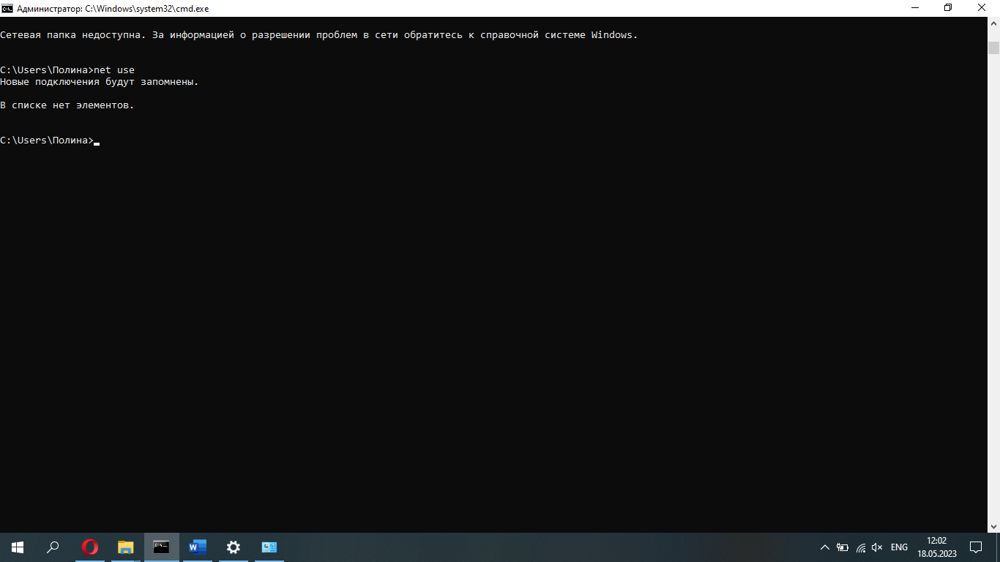 Администратор: C:\Windows\system32\cmd.exe
Сетевая папка недоступна. За информацией о разрешении проблем в сети обратитесь к справочной системе Windows.
C:\Users\Полина>net use
Новые подключения будут запомнены.
В списке нет элементов.
C:\Users\Полина>
ENG
12:02
18.05.2023